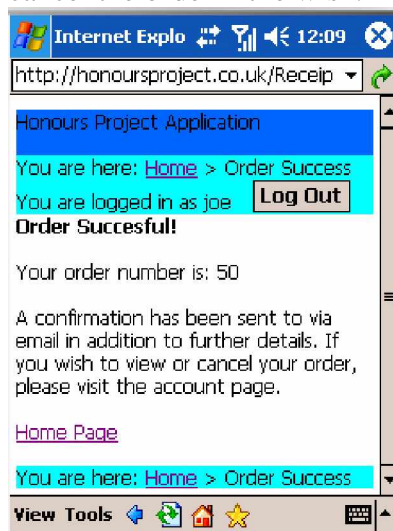 Internet Explo 12:09
http://honoursproject.co.uk/Receip
Honours Project Application
You are here: Home > Order Success
You are logged in as joe Log Out
Order Succesful!
Your order number is: 50
A confirmation has been sent to via
email in addition to further details. If
you wish to view or cancel your order,
please visit the account page.
Home Page
You are here: Home > Order Success
View Tools